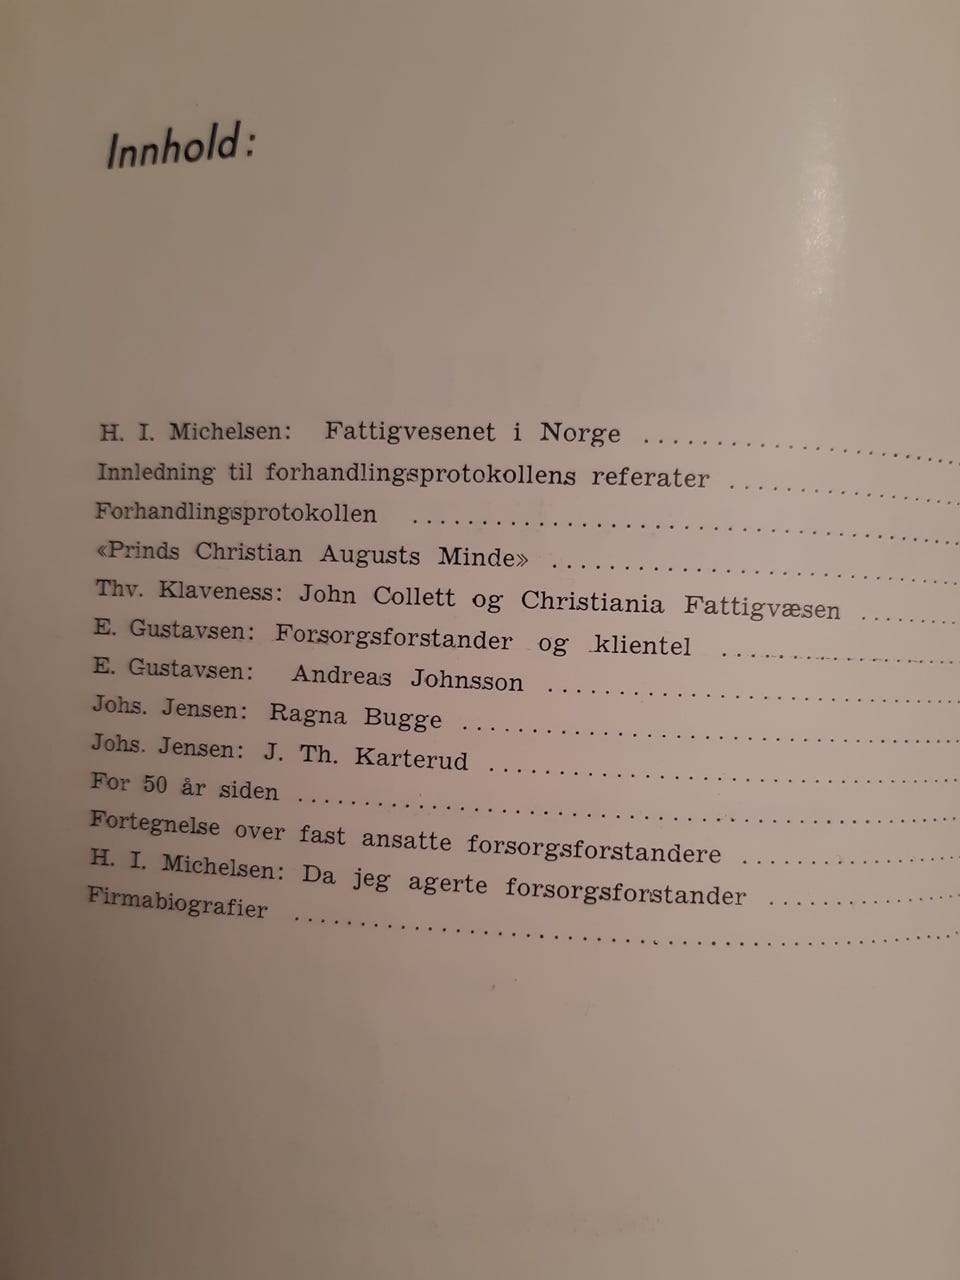 Innhold:
H. I. Michelsen: Fattigvesenet i Norge ....................
Innledning til forhandlingsprotokollens referater ..............
Forhandlingsprotokollen ..............................
«Prinds Christian Augusts Minde» ........................
Thv. Klaveness: John Collett og Christiania Fattigvæsen ........
E. Gustavsen: Forsorgsforstander og klientel ................
E. Gustavsen: Andreas Johnsson ........................
Johs. Jensen: Ragna Bugge ..............................
Johs. Jensen: J. Th. Karterud ............................
For 50 år siden ........................................
Fortegnelse over fast ansatte forsorgsforstandere .............
H. I. Michelsen: Da jeg agerte forsorgsforstander ............
Firmabiografier ........................................